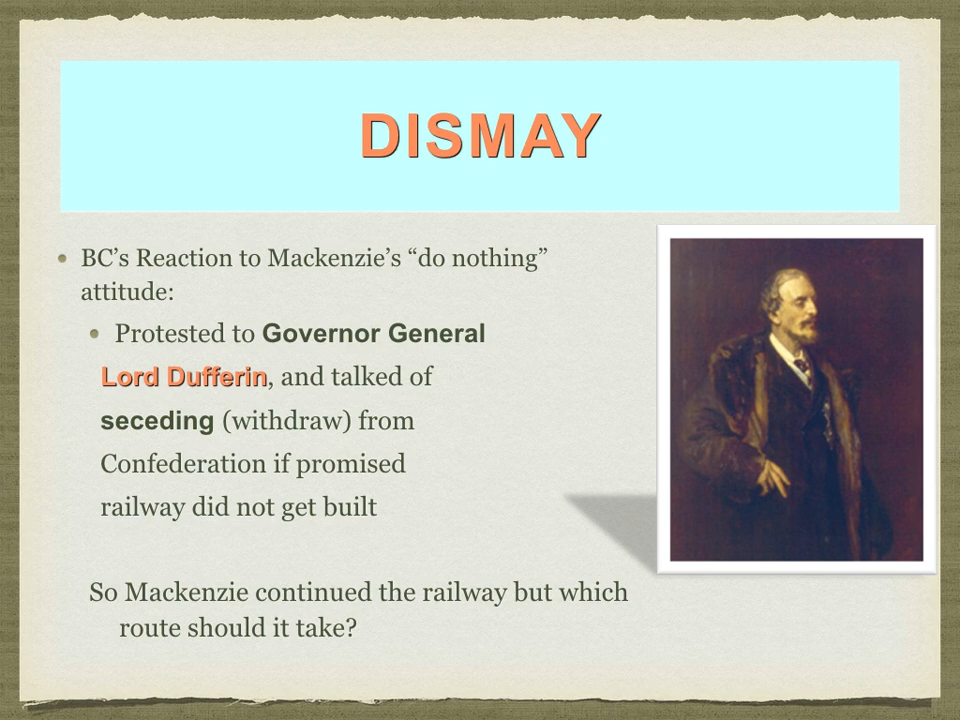 DISMAY
• BC’s Reaction to Mackenzie’s “do nothing”
attitude:
• Protested to Governor General
Lord Dufferin, and talked of
seceding (withdraw) from
Confederation if promised
railway did not get built
So Mackenzie continued the railway but which
route should it take?